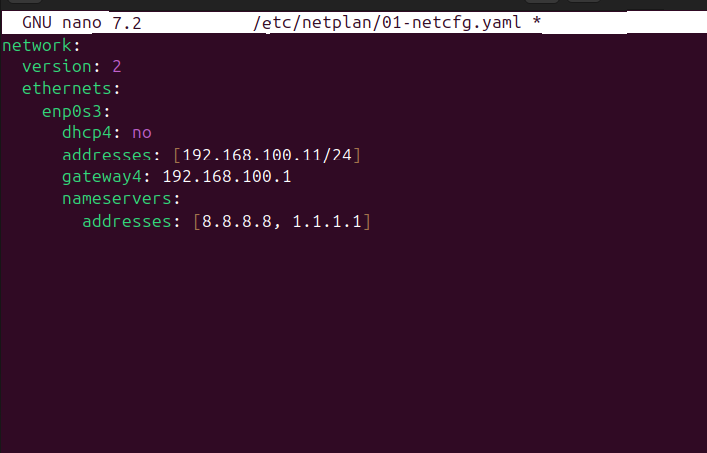 GNU nano 7.2 /etc/netplan/01-netcfg.yaml *
network:
  version: 2
  ethernets:
    enp0s3:
      dhcp4: no
      addresses: [192.168.100.11/24]
      gateway4: 192.168.100.1
      nameservers:
        addresses: [8.8.8.8, 1.1.1.1]